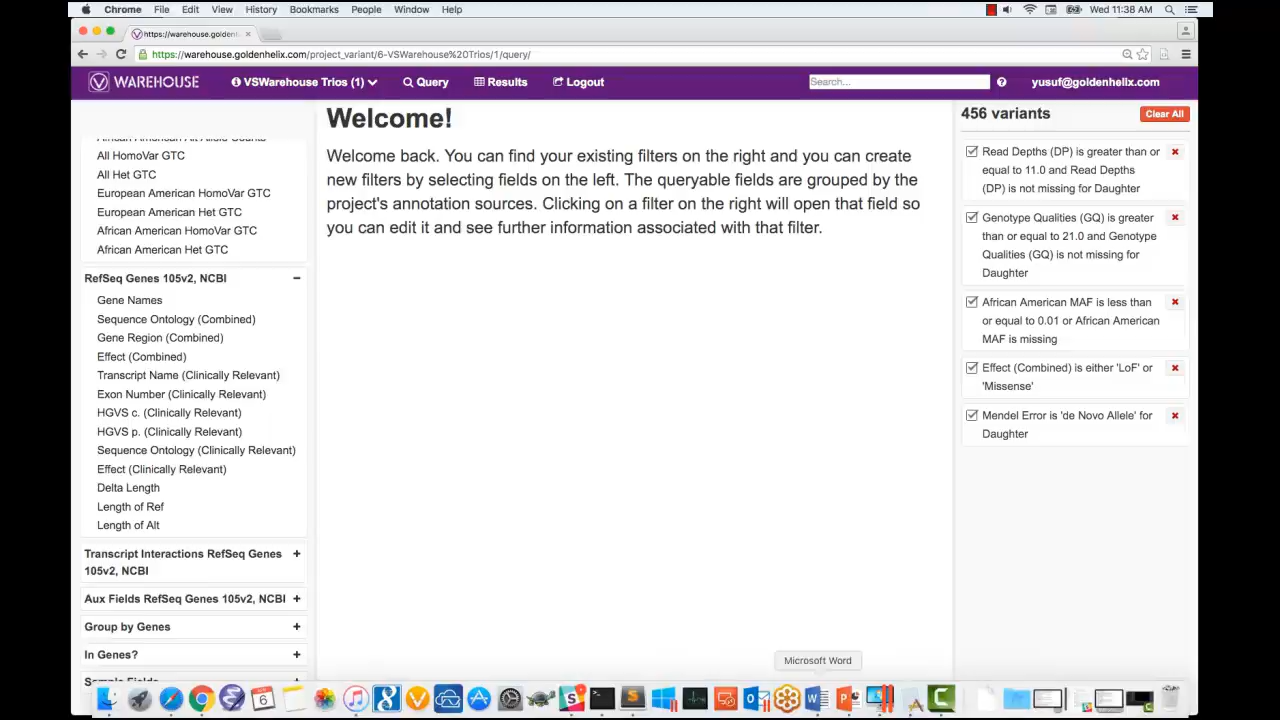 Chrome File Edit View History Bookmarks People Window Help Wed 11:38 AM
https://warehouse.goldenhel
https://warehouse.goldenhelix.com/project_variant/6-VSWarehouse%20Trios/1/query/
WAREHOUSE VSWarehouse Trios (1) Query Results Logout Search... yusuf@goldenhelix.com
All HomoVar GTC
All Het GTC
European American HomoVar GTC
European American Het GTC
African American HomoVar GTC
African American Het GTC
RefSeq Genes 105v2, NCBI −
Gene Names
Sequence Ontology (Combined)
Gene Region (Combined)
Effect (Combined)
Transcript Name (Clinically Relevant)
Exon Number (Clinically Relevant)
HGVS c. (Clinically Relevant)
HGVS p. (Clinically Relevant)
Sequence Ontology (Clinically Relevant)
Effect (Clinically Relevant)
Delta Length
Length of Ref
Length of Alt
Transcript Interactions RefSeq Genes +
105v2, NCBI
Aux Fields RefSeq Genes 105v2, NCBI +
Group by Genes +
In Genes? +
Sample Fields
Welcome!
Welcome back. You can find your existing filters on the right and you can create
new filters by selecting fields on the left. The queryable fields are grouped by the
project's annotation sources. Clicking on a filter on the right will open that field so
you can edit it and see further information associated with that filter.
456 variants Clear All
Read Depths (DP) is greater than or
equal to 11.0 and Read Depths
(DP) is not missing for Daughter
Genotype Qualities (GQ) is greater
than or equal to 21.0 and Genotype
Qualities (GQ) is not missing for
Daughter
African American MAF is less than
or equal to 0.01 or African American
MAF is missing
Effect (Combined) is either 'LoF' or
'Missense'
Mendel Error is 'de Novo Allele' for
Daughter
Microsoft Word